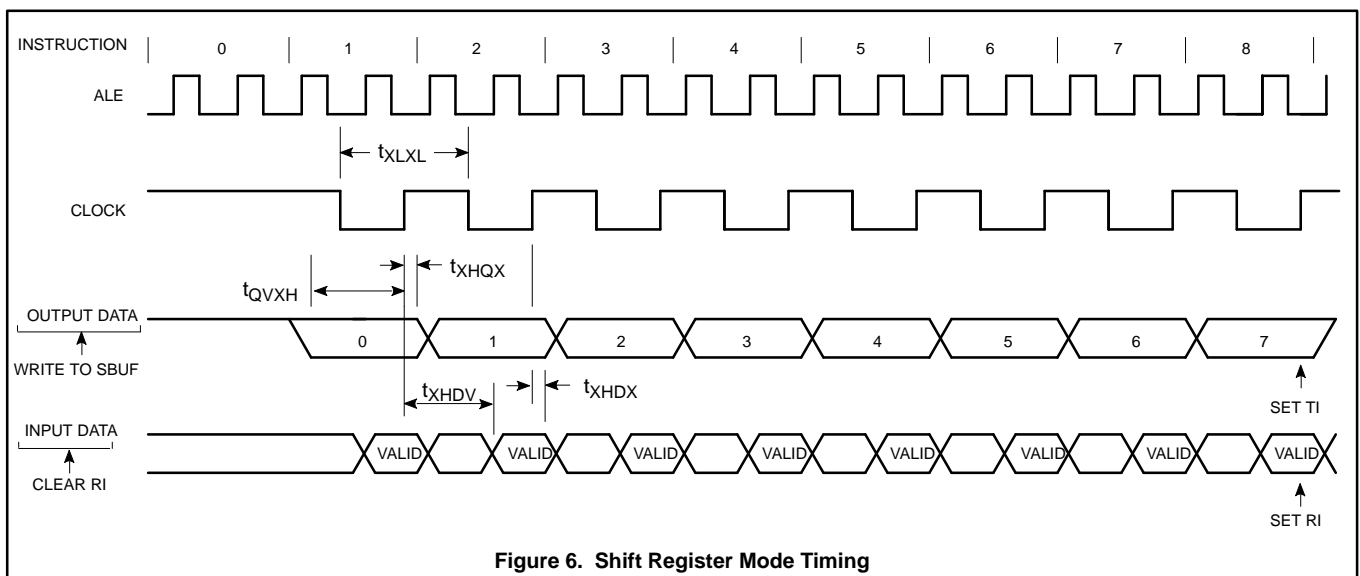 INSTRUCTION 0 1 2 3 4 5 6 7 8
ALE
tXLXL
CLOCK
tXHQX
tQVXH
OUTPUT DATA
0 1 2 3 4 5 6 7
WRITE TO SBUF
tXHDV tXHDX
SET TI
INPUT DATA
VALID VALID VALID VALID VALID VALID VALID VALID
CLEAR RI
SET RI
Figure 6. Shift Register Mode Timing